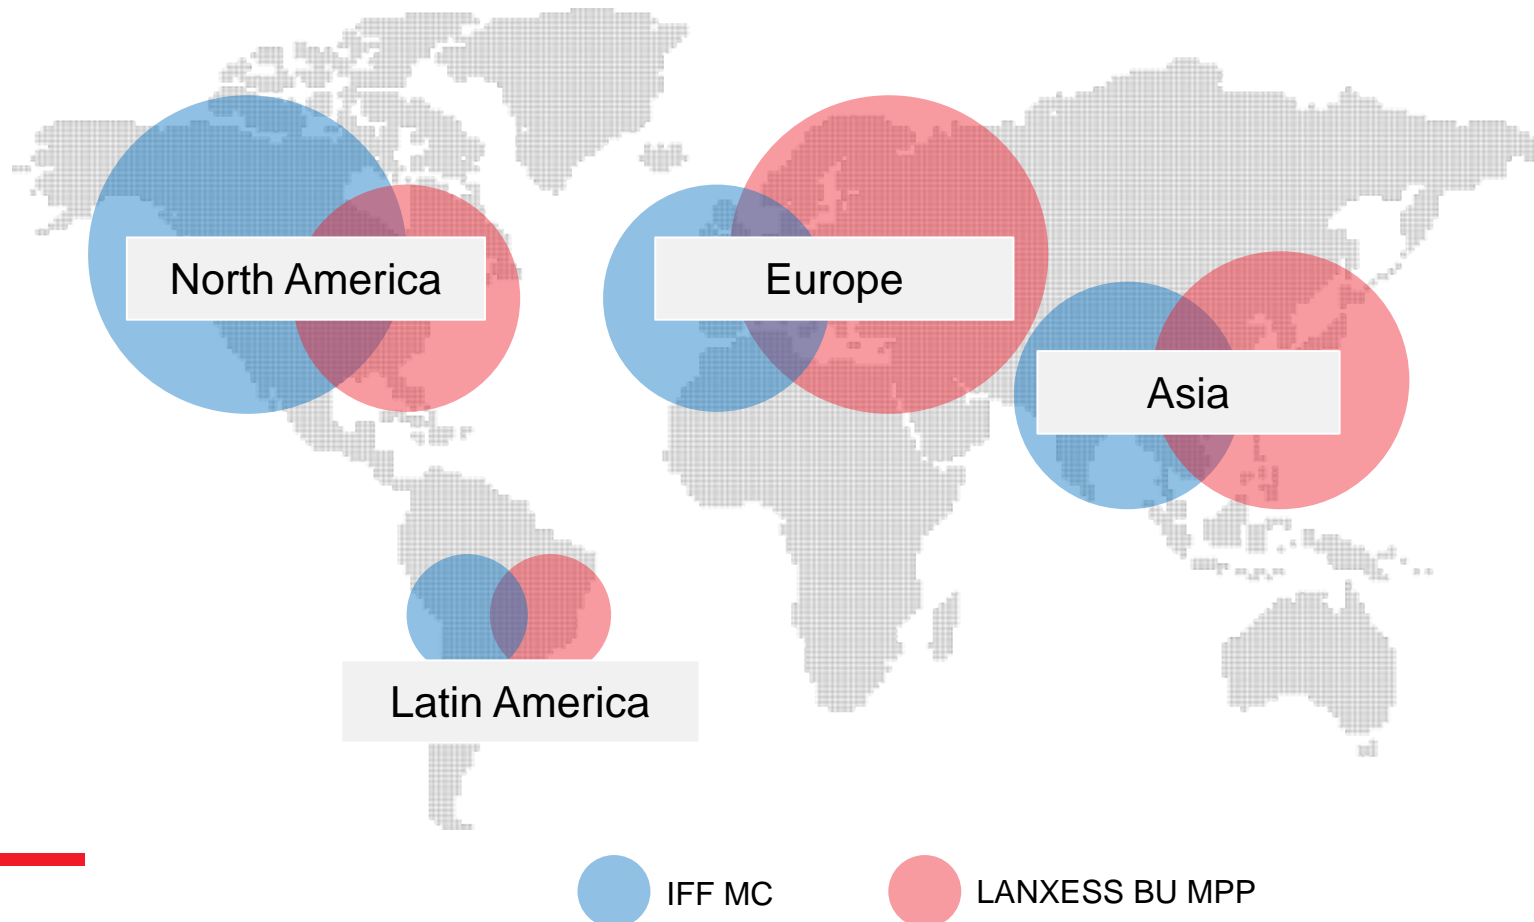 North America
Europe
Asia
Latin America
IFF MC
LANXESS BU MPP